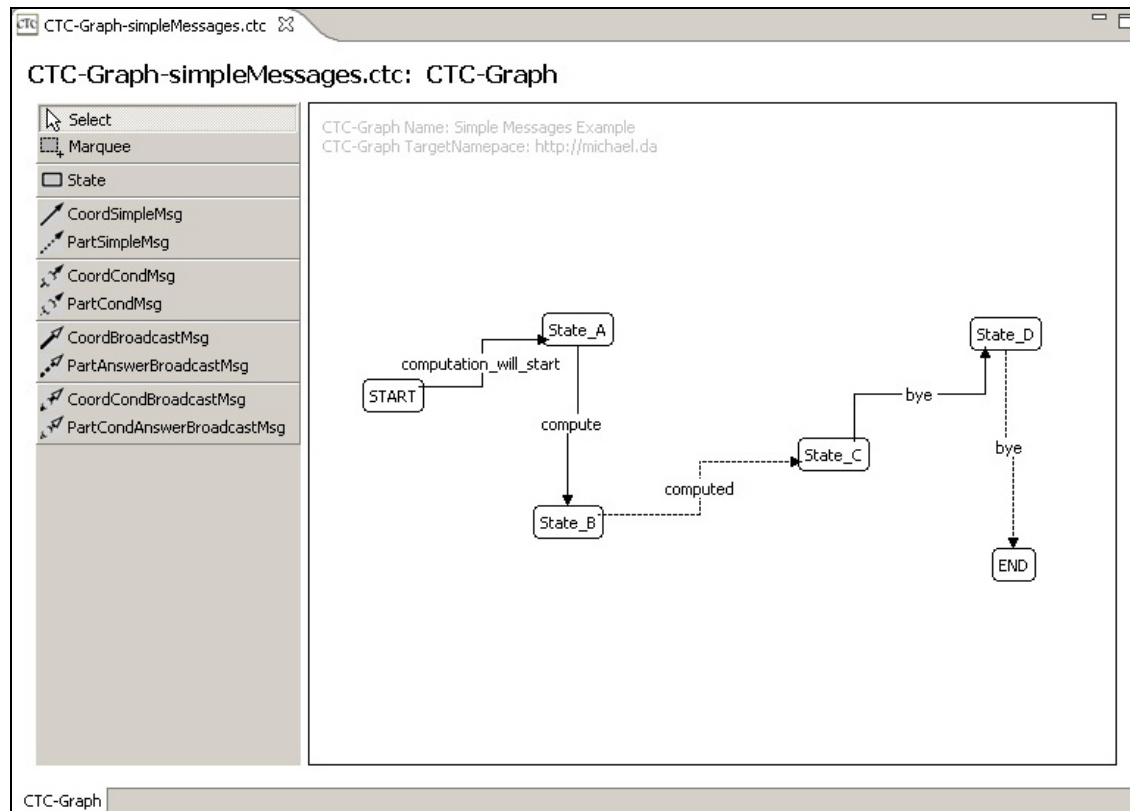 CTC CTC-Graph-simpleMessages.ctc
CTC-Graph-simpleMessages.ctc: CTC-Graph
Select
Marquee
State
CoordSimpleMsg
PartSimpleMsg
CoordCondMsg
PartCondMsg
CoordBroadcastMsg
PartAnswerBroadcastMsg
CoordCondBroadcastMsg
PartCondAnswerBroadcastMsg
CTC-Graph Name: Simple Messages Example
CTC-Graph TargetNamepace: http://michael.da
State_A
State_D
computation_will_start
START
bye
compute
State_C
bye
computed
State_B
END
CTC-Graph